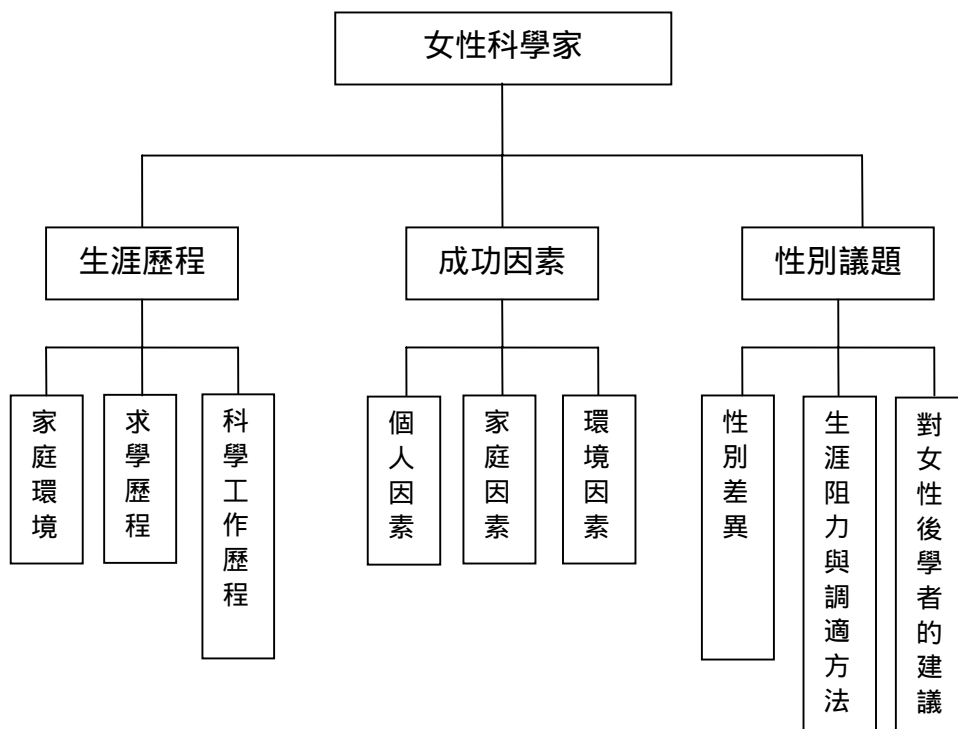 女性科學家
生涯歷程
成功因素
性別議題
家庭環境
求學歷程
科學工作歷程
個人因素
家庭因素
環境因素
性別差異
生涯阻力與調適方法
對女性後學者的建議